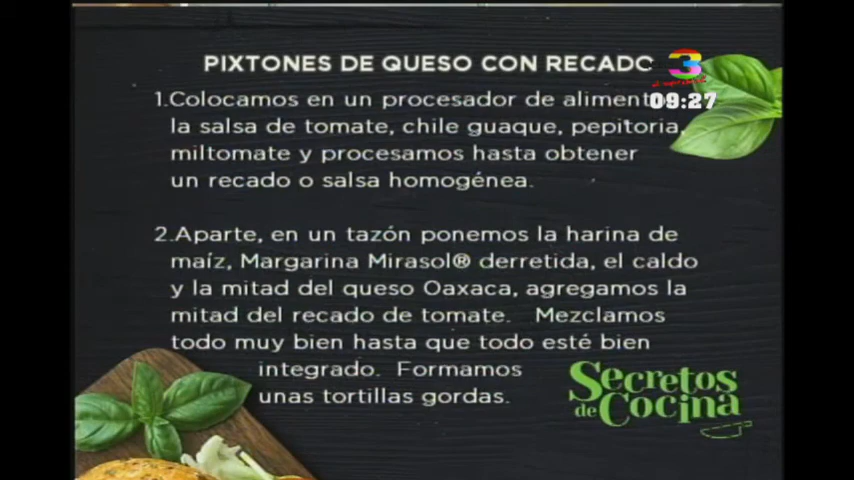 PIXTONES DE QUESO CON RECADO
3
09:27
1.Colocamos en un procesador de
la salsa de tomate, chile guaque, pepitoria,
miltomate y procesamos hasta obtener
un recado o salsa homogénea.
2.Aparte, en un tazón ponemos la harina de
maíz, Margarina Mirasol® derretida, el caldo
y la mitad del queso Oaxaca, agregamos la
mitad del recado de tomate. Mezclamos
todo muy bien hasta que todo esté bien
integrado. Formamos
unas tortillas gordas.
Secretos
de Cocina